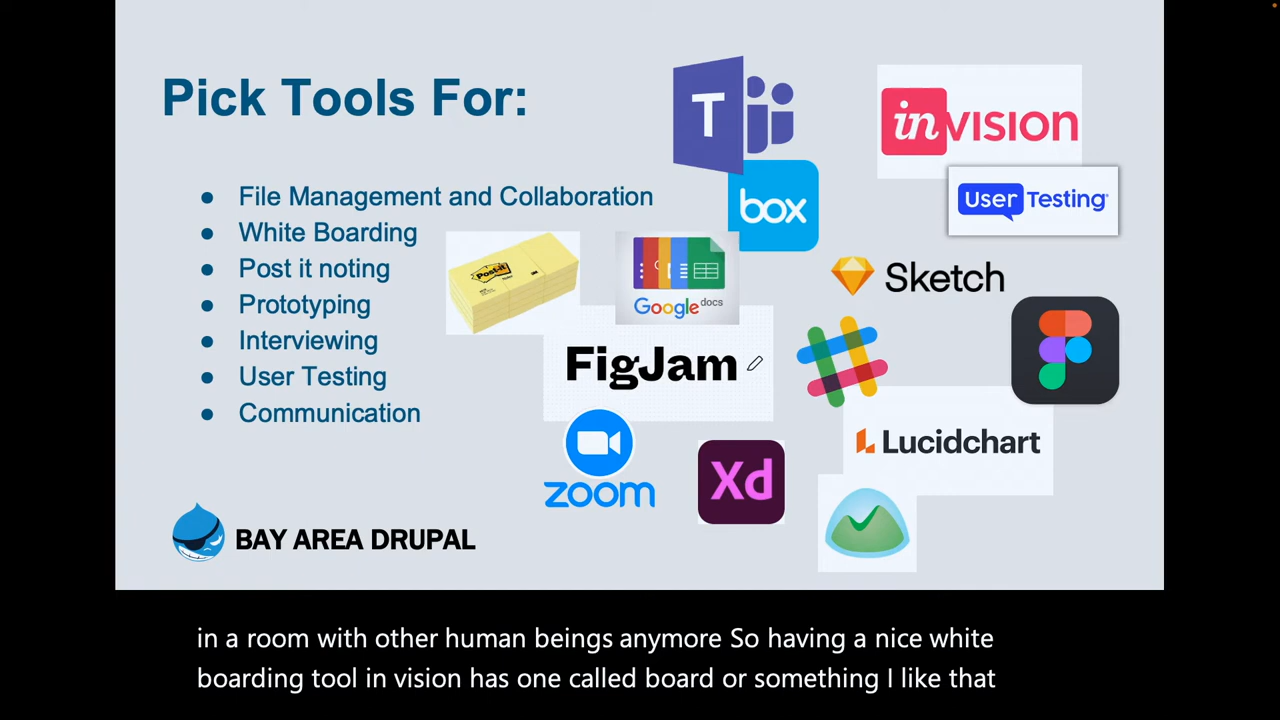 Pick Tools For:
● File Management and Collaboration
● White Boarding
● Post it noting
● Prototyping
● Interviewing
● User Testing
● Communication
T
inVISION
box
User Testing
Post-it
Google docs
Sketch
FigJam
Lucidchart
zoom
Xd
BAY AREA DRUPAL
in a room with other human beings anymore So having a nice white
boarding tool in vision has one called board or something I like that